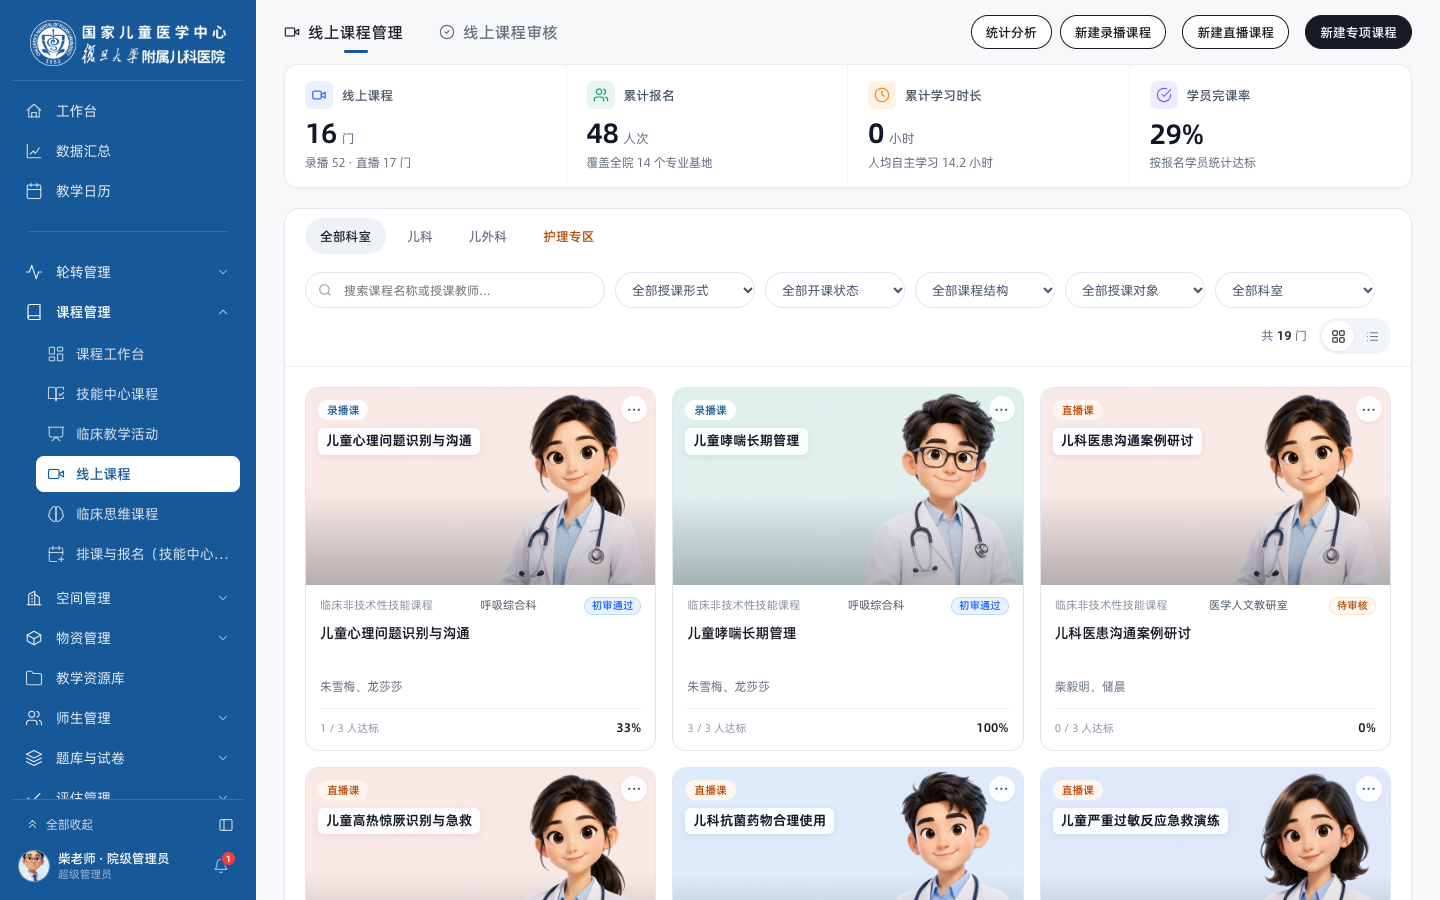 国家儿童医学中心
復旦大学附属儿科医院
工作台
数据汇总
教学日历
轮转管理
课程管理
课程工作台
技能中心课程
临床教学活动
线上课程
临床思维课程
排课与报名（技能中心...
空间管理
物资管理
教学资源库
师生管理
题库与试卷
评估管理
全部收起
柴老师 · 院级管理员
超级管理员
1
线上课程管理
线上课程审核
统计分析
新建录播课程
新建直播课程
新建专项课程
线上课程
16 门
录播 52 · 直播 17 门
累计报名
48 人次
覆盖全院 14 个专业基地
累计学习时长
0 小时
人均自主学习 14.2 小时
学员完课率
29%
按报名学员统计达标
全部科室
儿科
儿外科
护理专区
搜索课程名称或授课教师...
全部授课形式
全部开课状态
全部课程结构
全部授课对象
全部科室
共 19 门
录播课
儿童心理问题识别与沟通
临床非技术性技能课程
呼吸综合科
初审通过
儿童心理问题识别与沟通
朱雪梅、龙莎莎
1 / 3 人达标
33%
录播课
儿童哮喘长期管理
临床非技术性技能课程
呼吸综合科
初审通过
儿童哮喘长期管理
朱雪梅、龙莎莎
3 / 3 人达标
100%
直播课
儿科医患沟通案例研讨
临床非技术性技能课程
医学人文教研室
待审核
儿科医患沟通案例研讨
柴毅明、储晨
0 / 3 人达标
0%
直播课
儿童高热惊厥识别与急救
直播课
儿科抗菌药物合理使用
直播课
儿童严重过敏反应急救演练